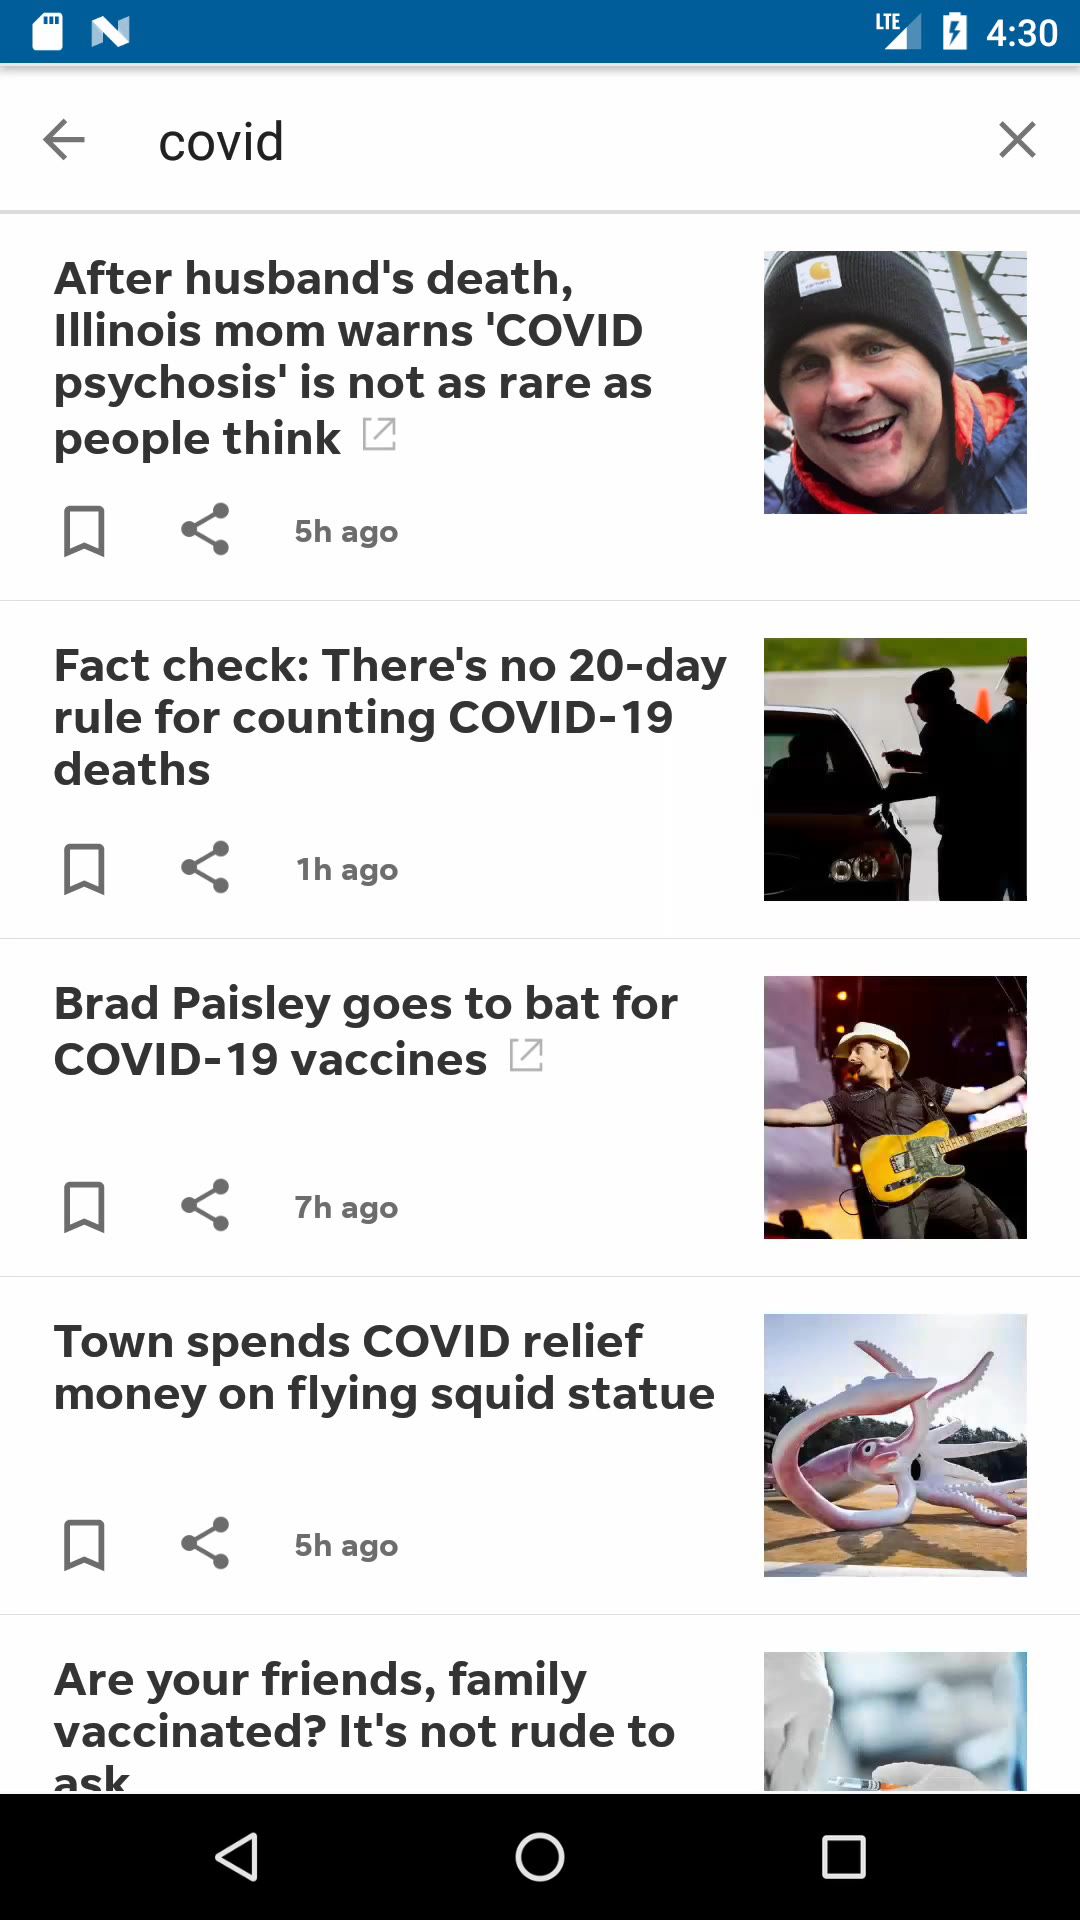 LTE 4:30
covid
After husband's death,
Illinois mom warns 'COVID
psychosis' is not as rare as
people think
5h ago
Fact check: There's no 20-day
rule for counting COVID-19
deaths
1h ago
Brad Paisley goes to bat for
COVID-19 vaccines
7h ago
Town spends COVID relief
money on flying squid statue
5h ago
Are your friends, family
vaccinated? It's not rude to
ask